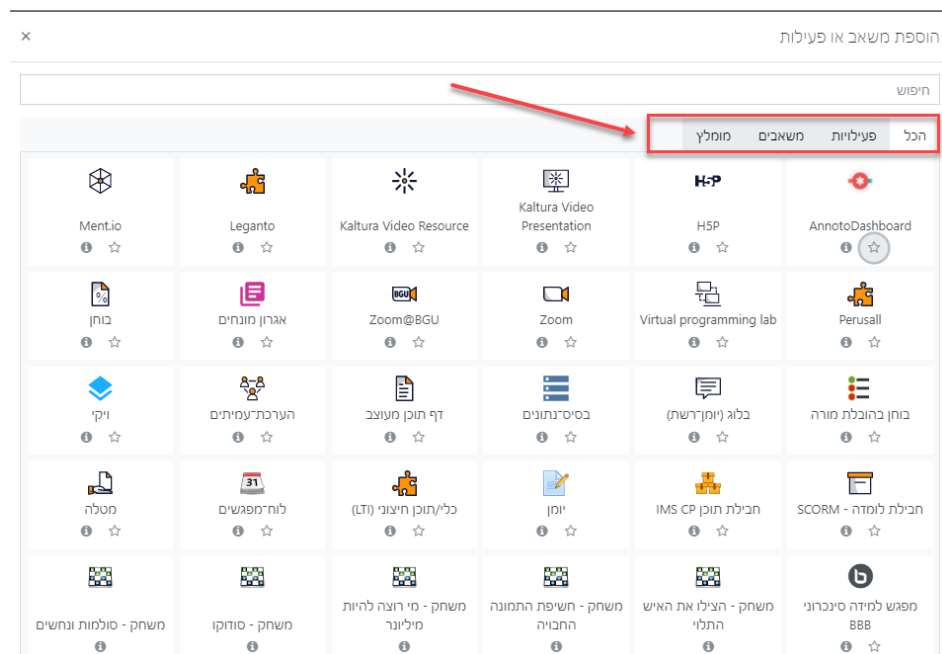 הוספת משאב או פעילות
×
חיפוש
הכל פעילויות משאבים מומלץ
AnnotoDashboard
H5P
H5P
Kaltura Video
Presentation
Kaltura Video Resource
Leganto
Ment.io
Perusall
Virtual programming lab
Zoom
BGU
Zoom@BGU
אגרון מונחים
%
בוחן
בוחן בהובלת מורה
בלוג (יומן־רשת)
בסיס־נתונים
דף תוכן מעוצב
הערכת־עמיתים
ויקי
חבילת לומדה - SCORM
חבילת תוכן IMS CP
יומן
כלי/תוכן חיצוני (LTI)
31
לוח־מפגשים
מטלה
b
מפגש למידה סינכרוני
BBB
משחק - הצילו את האיש
התלוי
משחק - חשיפת התמונה
החבויה
משחק - מי רוצה להיות
מיליונר
משחק - סודוקו
משחק - סולמות ונחשים